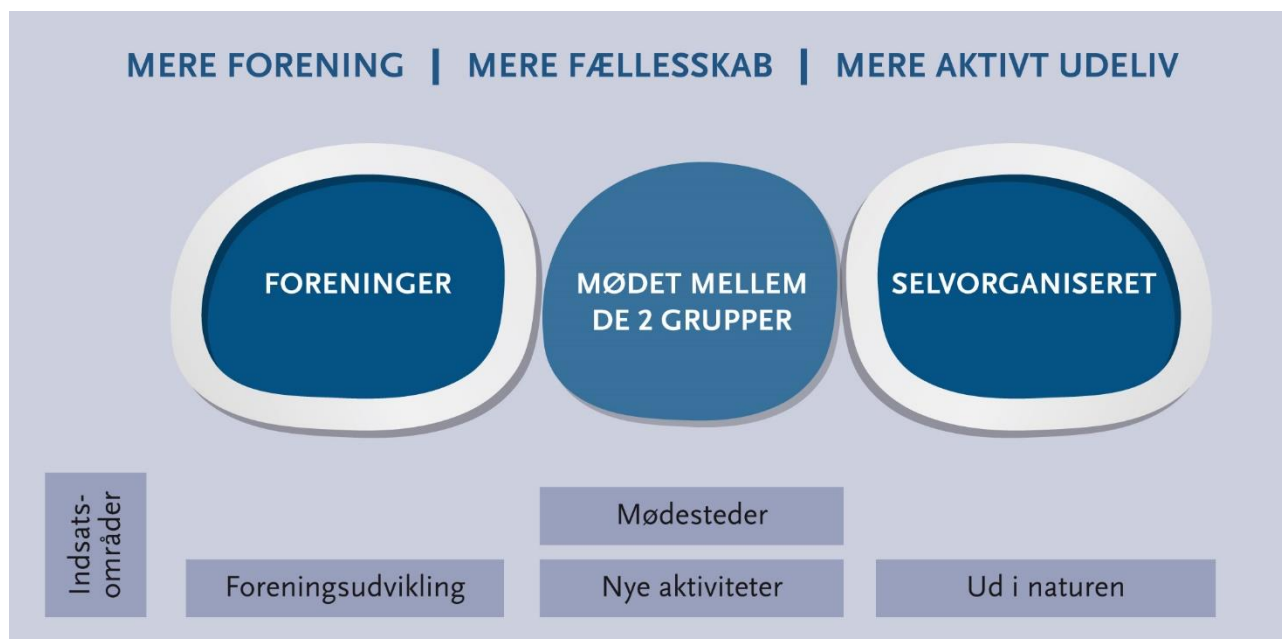 MERE FORENING | MERE FÆLLESSKAB | MERE AKTIVT UDELIV
FORENINGER
MØDET MELLEM
DE 2 GRUPPER
SELVORGANISERET
Indsats-
områder
Mødesteder
Foreningsudvikling
Nye aktiviteter
Ud i naturen